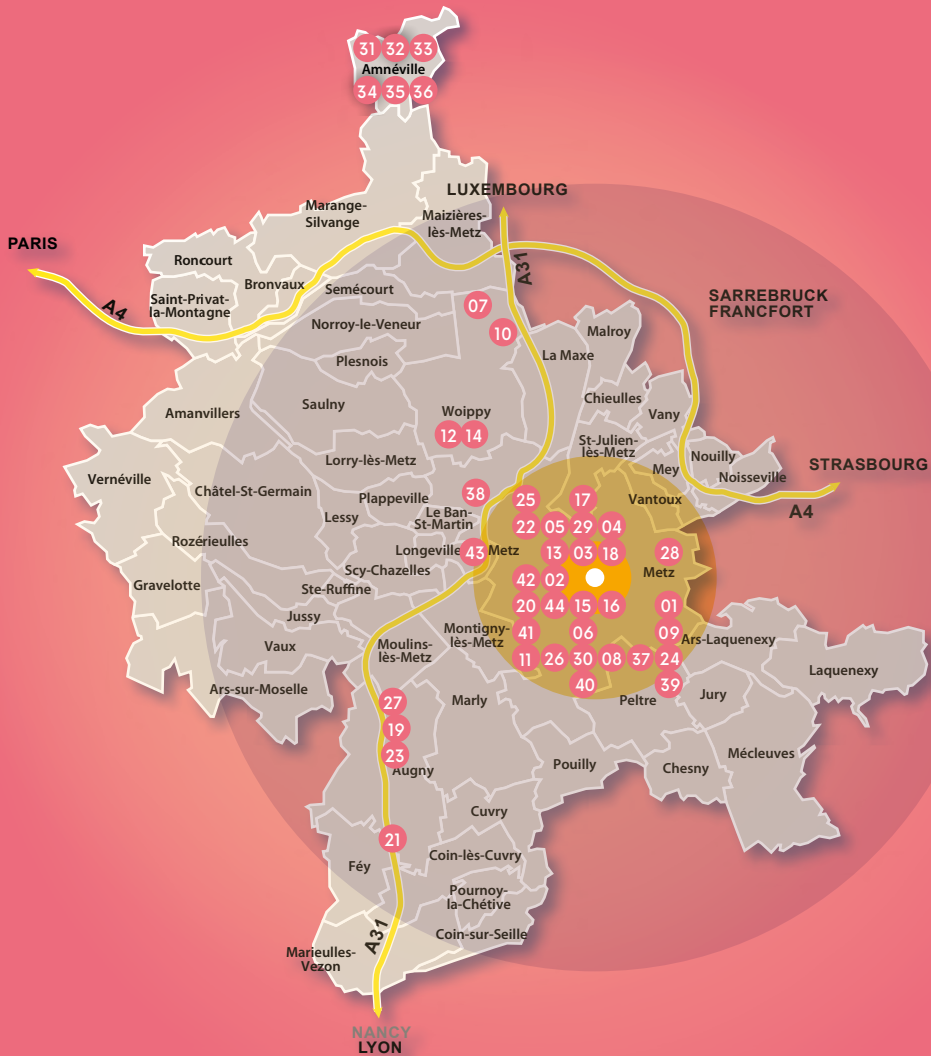 31 32 33
Amnéville
34 35 36
LUXEMBOURG
Marange-
Silvange
Maizières-
lès-Metz
PARIS
Roncourt
A31
Bronvaux
Semécourt
Saint-Privat-
la-Montagne
A4
SARREBRUCK
FRANCFORT
07
Norroy-le-Veneur
10
Malroy
La Maxe
Plesnois
Chieulles
Saulny
Amanvillers
Woippy
Vany
12 14
St-Julien-
lès-Metz
Nouilly
Lorry-lès-Metz
Mey
STRASBOURG
Noisseville
Vernéville
Châtel-St-Germain
38
25
17
Vantoux
Plappeville
A4
Le Ban-
St-Martin
Lessy
22 05 29 04
Rozérieulles
Longeville
43
Metz
13 03 18
28
Scy-Chazelles
Metz
Gravelotte
Ste-Ruffine
42 02
20 44 15 16
01
Jussy
Montigny-
lès-Metz
41
06
09
Ars-Laquenexy
Vaux
Moulins-
lès-Metz
11 26 30 08 37 24
Laquenexy
Ars-sur-Moselle
40
39
27
Marly
Peltre
Jury
19
23
Augny
Mécleuves
Pouilly
Chesny
Cuvry
21
Féy
Coin-lès-Cuvry
Pournoy-
la-Chétive
A31
Coin-sur-Seille
Marieulles-
Vezon
NANCY
LYON